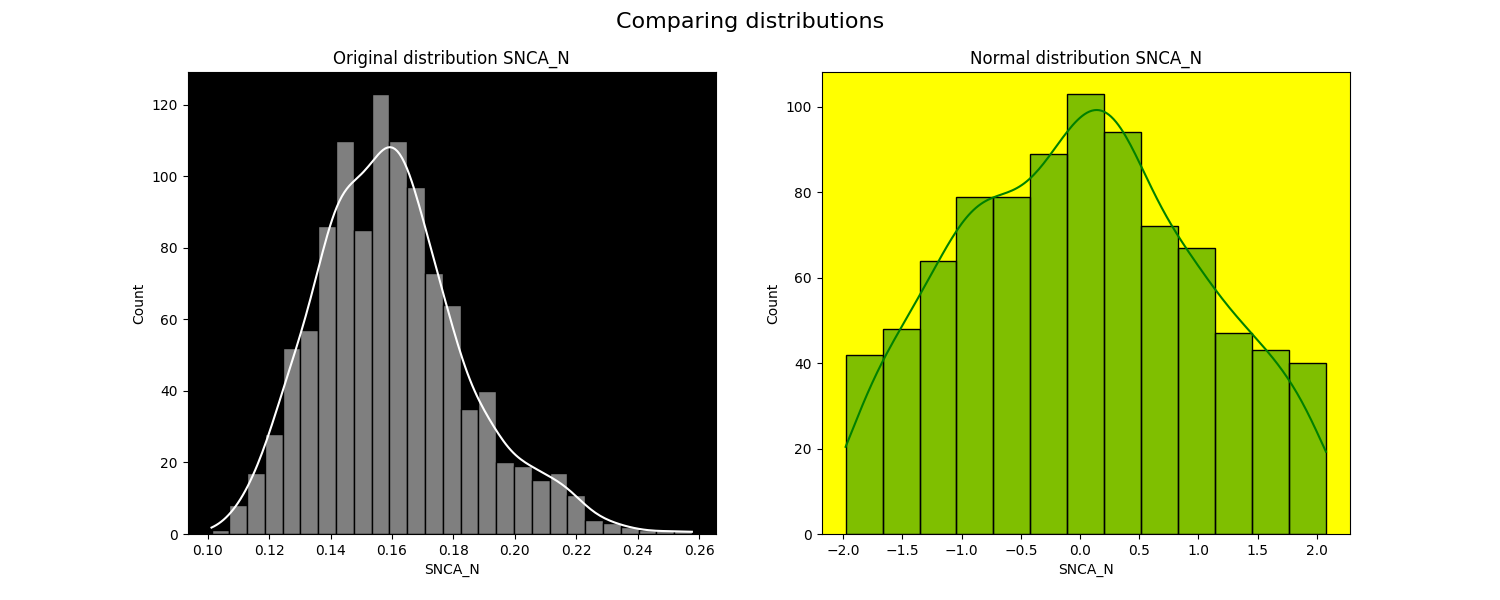 Comparing distributions
Original distribution SNCA_N
Count
120
100
80
60
40
20
0
0.10 0.12 0.14 0.16 0.18 0.20 0.22 0.24 0.26
SNCA_N
Normal distribution SNCA_N
Count
100
80
60
40
20
0
−2.0 −1.5 −1.0 −0.5 0.0 0.5 1.0 1.5 2.0
SNCA_N